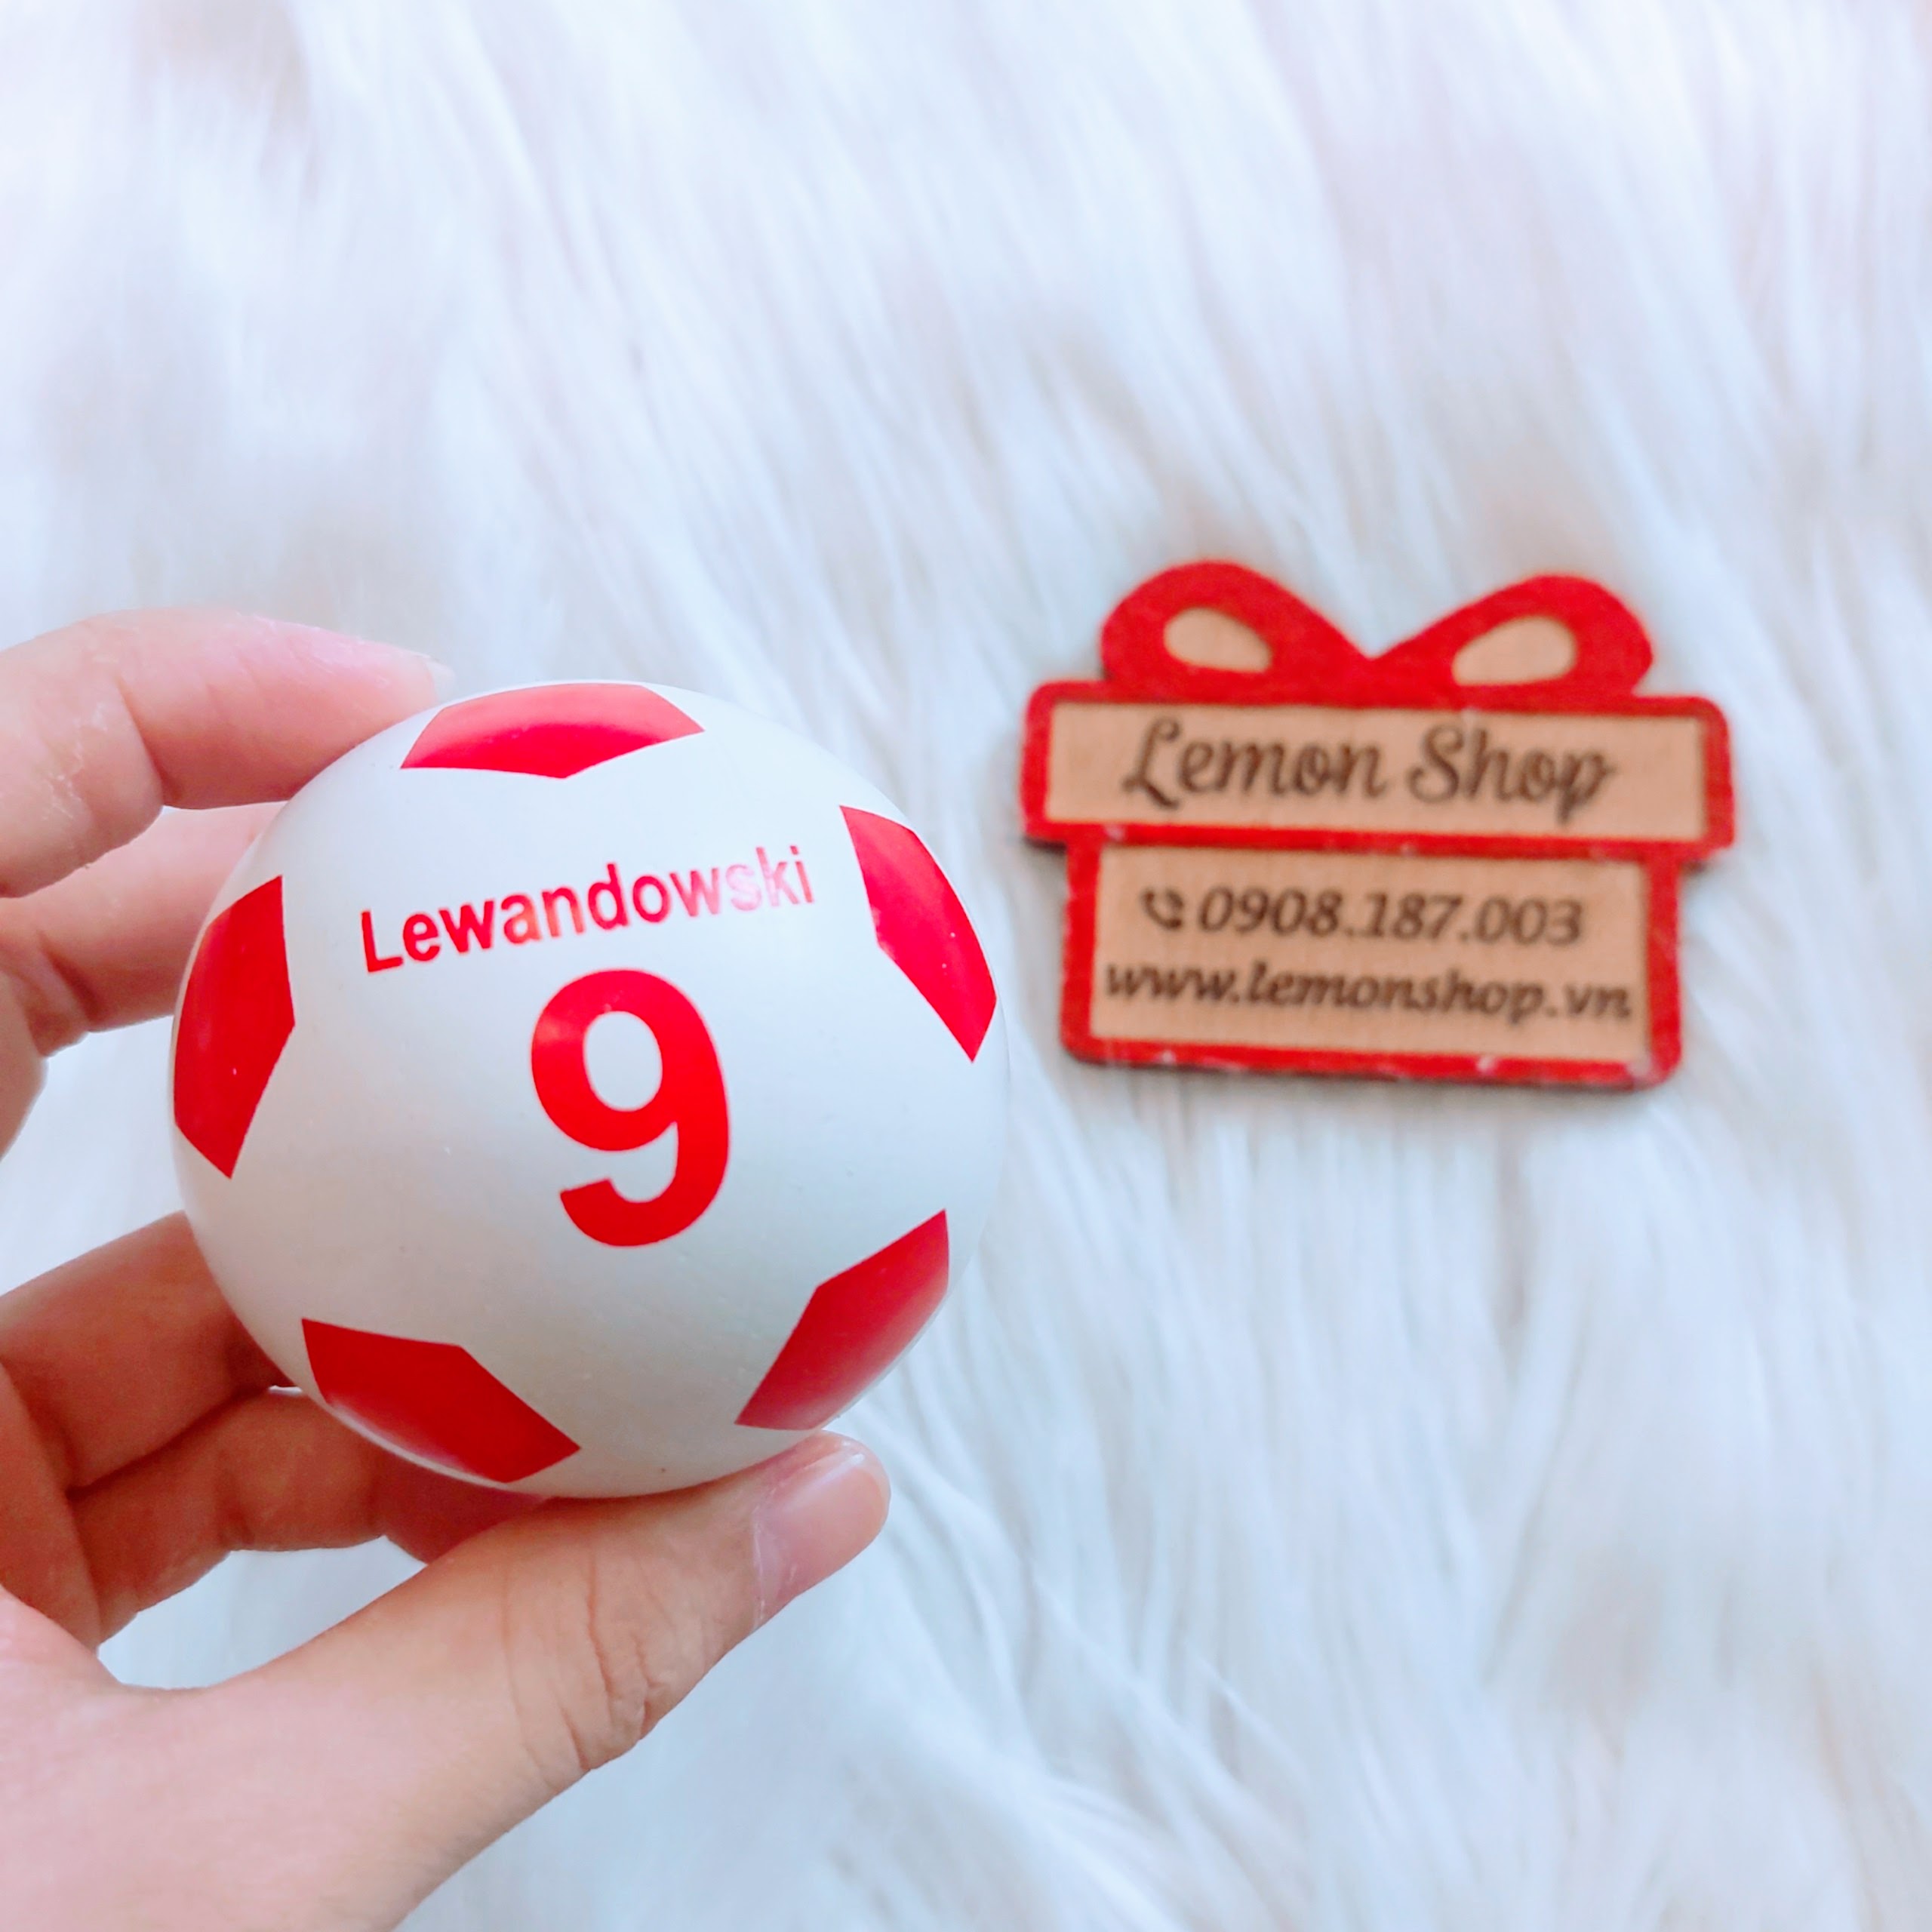 Lewandowski
9
Lemon Shop
0908.187.003
www.lemonshop.vn